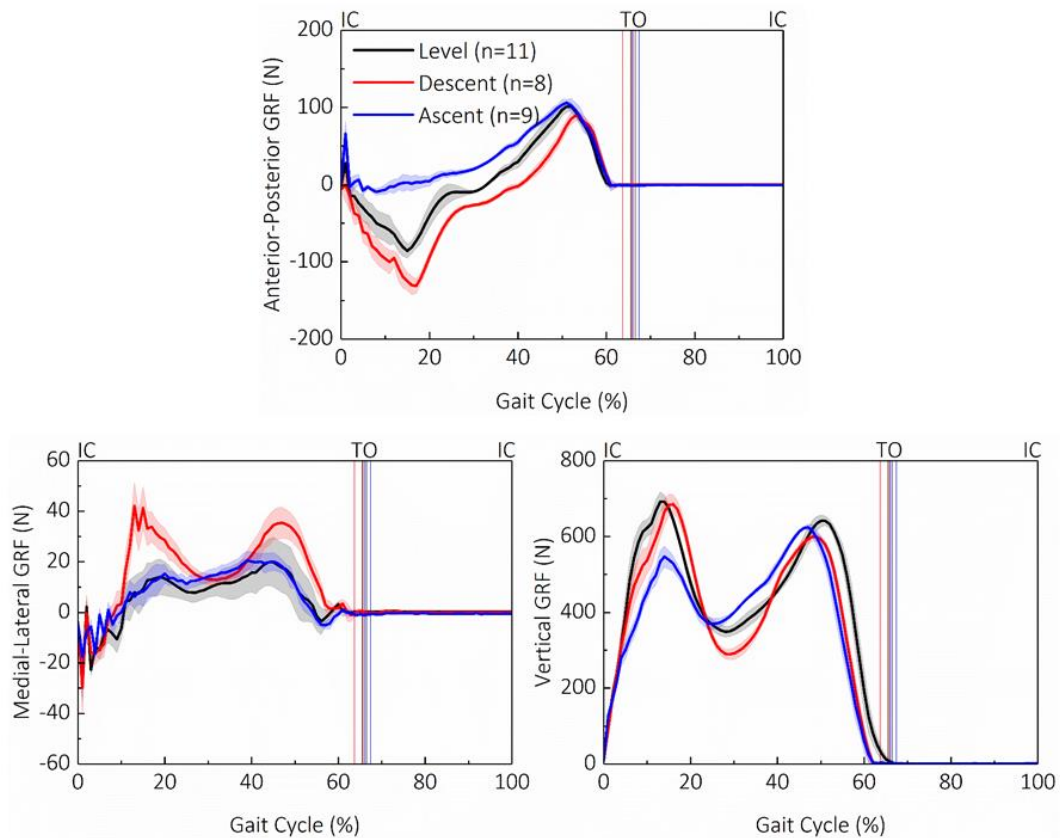 IC TO IC
200
100
0
-100
-200
Anterior-Posterior GRF (N)
Level (n=11)
Descent (n=8)
Ascent (n=9)
0 20 40 60 80 100
Gait Cycle (%)
IC TO IC
60
40
20
0
-20
-40
-60
Medial-Lateral GRF (N)
0 20 40 60 80 100
Gait Cycle (%)
IC TO IC
800
600
400
200
0
Vertical GRF (N)
0 20 40 60 80 100
Gait Cycle (%)